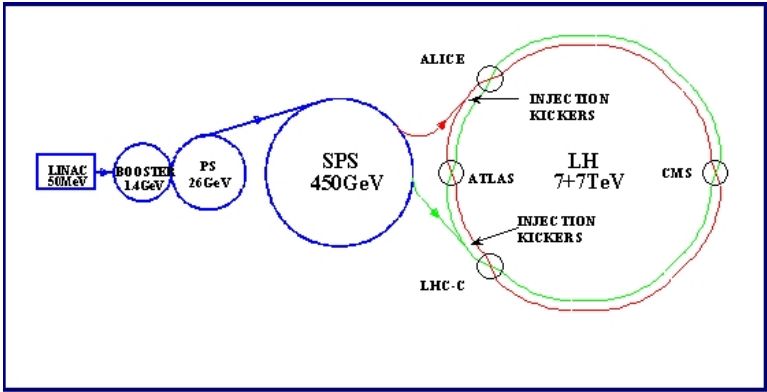 LINAC
50MeV
BOOSTER
1.4GeV
PS
26GeV
SPS
450GeV
ALICE
INJECTION
KICKERS
LH
7+7TeV
ATLAS
CMS
INJECTION
KICKERS
LHC-C